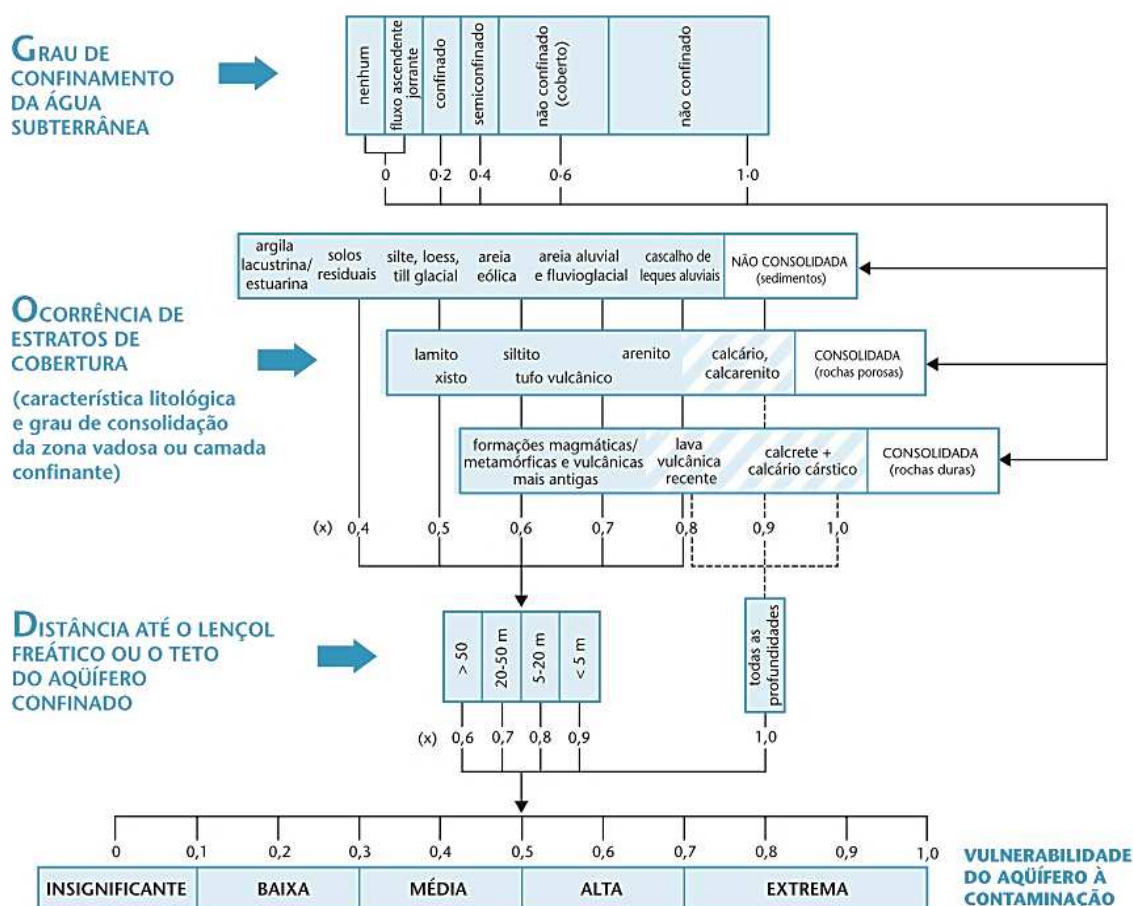 GRAU DE
CONFINAMENTO
DA ÁGUA
SUBTERRÂNEA
nenhum
fluxo ascendente
jorrante
confinado
semiconfinado
não confinado
(coberto)
não confinado
0
0·2
0·4
0·6
1·0
OCORRÊNCIA DE
ESTRATOS DE
COBERTURA
(característica litológica
e grau de consolidação
da zona vadosa ou camada
confinante)
argila
lacustrina/
estuarina
solos
residuais
silte, loess,
till glacial
areia
eólica
areia aluvial
e fluvioglacial
cascalho de
leques aluviais
NÃO CONSOLIDADA
(sedimentos)
lamito
xisto
siltito
tufo vulcânico
arenito
calcário,
calcarenito
CONSOLIDADA
(rochas porosas)
formações magmáticas/
metamórficas e vulcânicas
mais antigas
lava
vulcânica
recente
calcrete +
calcário cárstico
CONSOLIDADA
(rochas duras)
(x) 0,4 0,5 0,6 0,7 0,8 0,9 1,0
DISTÂNCIA ATÉ O LENÇOL
FREÁTICO OU O TETO
DO AQÜÍFERO
CONFINADO
> 50
20-50 m
5-20 m
< 5 m
todas as
profundidades
(x) 0,6 0,7 0,8 0,9 1,0
0 0,1 0,2 0,3 0,4 0,5 0,6 0,7 0,8 0,9 1,0
INSIGNIFICANTE BAIXA MÉDIA ALTA EXTREMA
VULNERABILIDADE
DO AQÜÍFERO À
CONTAMINAÇÃO